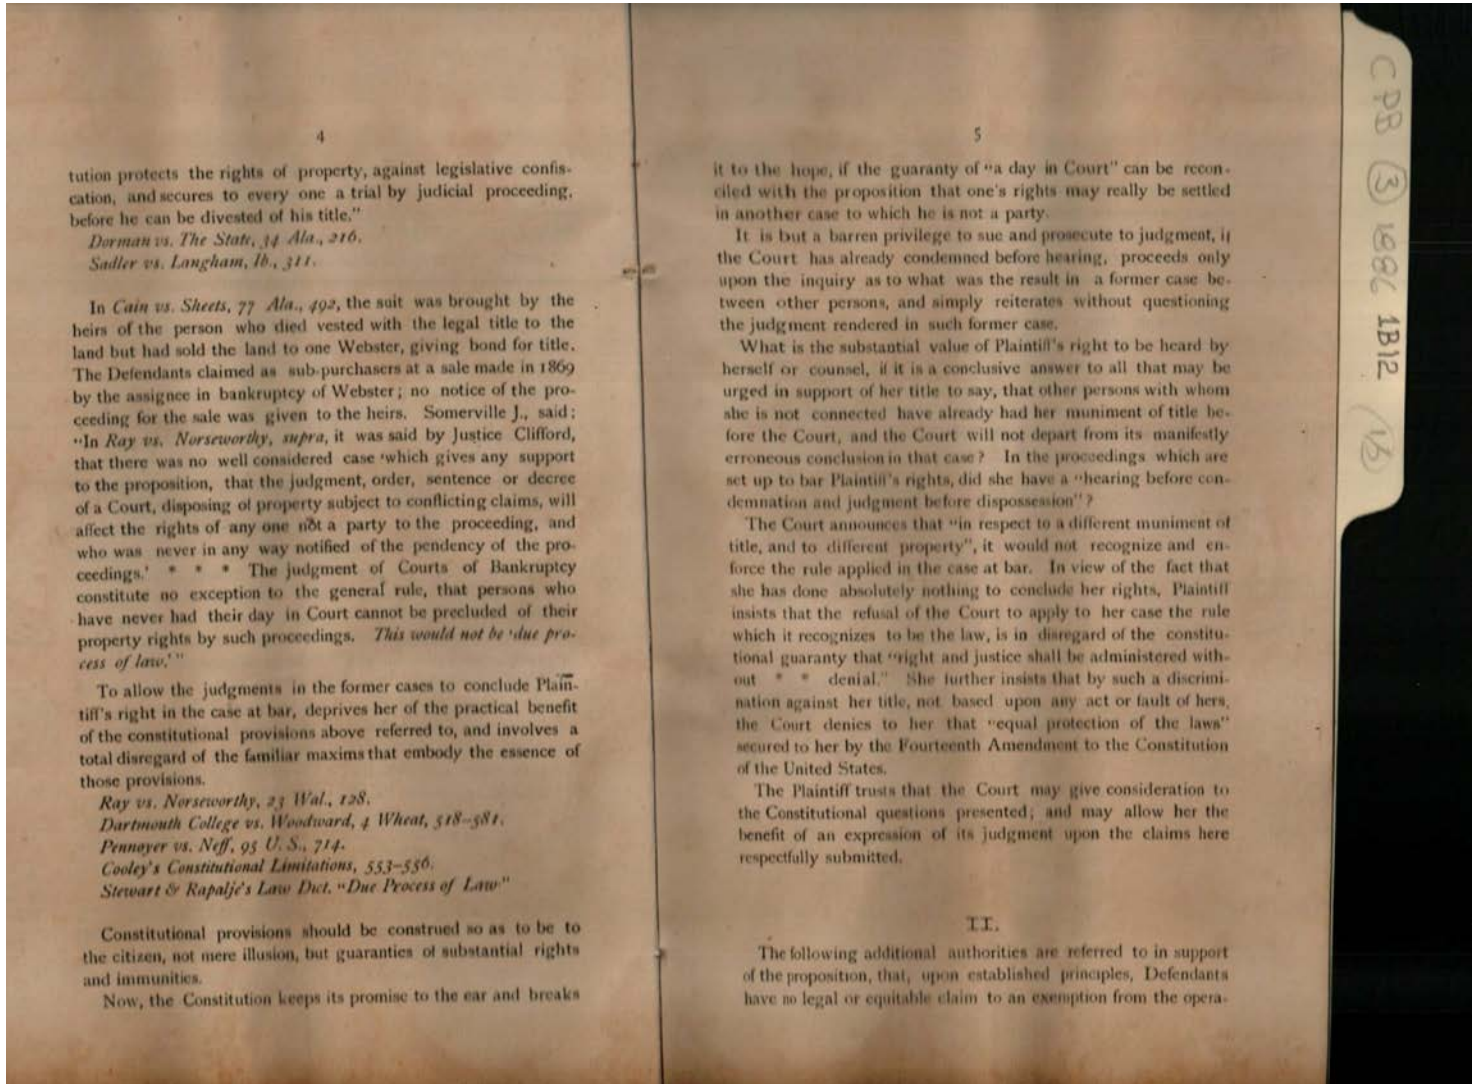 4
tution protects the rights of property, against legislative confis-
cation, and secures to every one a trial by judicial proceeding,
before he can be divested of his title."
Dorman vs. The State, 34 Ala., 216.
Sadler vs. Langham, Ib., 311.
In Cain vs. Sheets, 77 Ala., 492, the suit was brought by the
heirs of the person who died vested with the legal title to the
land but had sold the land to one Webster, giving bond for title.
The Defendants claimed as sub-purchasers at a sale made in 1869
by the assignee in bankruptcy of Webster; no notice of the pro-
ceeding for the sale was given to the heirs. Somerville J., said:
"In Ray vs. Norseworthy, supra, it was said by Justice Clifford,
that there was no well considered case 'which gives any support
to the proposition, that the judgment, order, sentence or decree
of a Court, disposing of property subject to conflicting claims, will
affect the rights of any one not a party to the proceeding, and
who was never in any way notified of the pendency of the pro-
ceedings.' * * * The judgment of Courts of Bankruptcy
constitute no exception to the general rule, that persons who
have never had their day in Court cannot be precluded of their
property rights by such proceedings. This would not be 'due pro-
cess of law.'"
To allow the judgments in the former cases to conclude Plain-
tiff's right in the case at bar, deprives her of the practical benefit
of the constitutional provisions above referred to, and involves a
total disregard of the familiar maxims that embody the essence of
those provisions.
Ray vs. Norseworthy, 23 Wal., 128.
Dartmouth College vs. Woodward, 4 Wheat, 518-581.
Pennoyer vs. Neff, 95 U. S., 714.
Cooley's Constitutional Limitations, 553-556.
Stewart & Rapalje's Law Dict. "Due Process of Law"
Constitutional provisions should be construed so as to be to
the citizen, not mere illusion, but guaranties of substantial rights
and immunities.
Now, the Constitution keeps its promise to the ear and breaks
5
it to the hope, if the guaranty of "a day in Court" can be recon-
ciled with the proposition that one's rights may really be settled
in another case to which he is not a party.
It is but a barren privilege to sue and prosecute to judgment, if
the Court has already condemned before hearing, proceeds only
upon the inquiry as to what was the result in a former case be-
tween other persons, and simply reiterates without questioning
the judgment rendered in such former case.
What is the substantial value of Plaintiff's right to be heard by
herself or counsel, if it is a conclusive answer to all that may be
urged in support of her title to say, that other persons with whom
she is not connected have already had her muniment of title be-
fore the Court, and the Court will not depart from its manifestly
erroneous conclusion in that case? In the proceedings which are
set up to bar Plaintiff's rights, did she have a "hearing before con-
demnation and judgment before dispossession"?
The Court announces that "in respect to a different muniment of
title, and to different property", it would not recognize and en-
force the rule applied in the case at bar. In view of the fact that
she has done absolutely nothing to conclude her rights, Plaintiff
insists that the refusal of the Court to apply to her case the rule
which it recognizes to be the law, is in disregard of the constitu-
tional guaranty that "right and justice shall be administered with-
out * * denial." She further insists that by such a discrimi-
nation against her title, not based upon any act or fault of hers,
the Court denies to her that "equal protection of the laws"
secured to her by the Fourteenth Amendment to the Constitution
of the United States.
The Plaintiff trusts that the Court may give consideration to
the Constitutional questions presented; and may allow her the
benefit of an expression of its judgment upon the claims here
respectfully submitted.
II.
The following additional authorities are referred to in support
of the proposition, that, upon established principles, Defendants
have no legal or equitable claim to an exemption from the opera-
CPB 3 1886 1B12